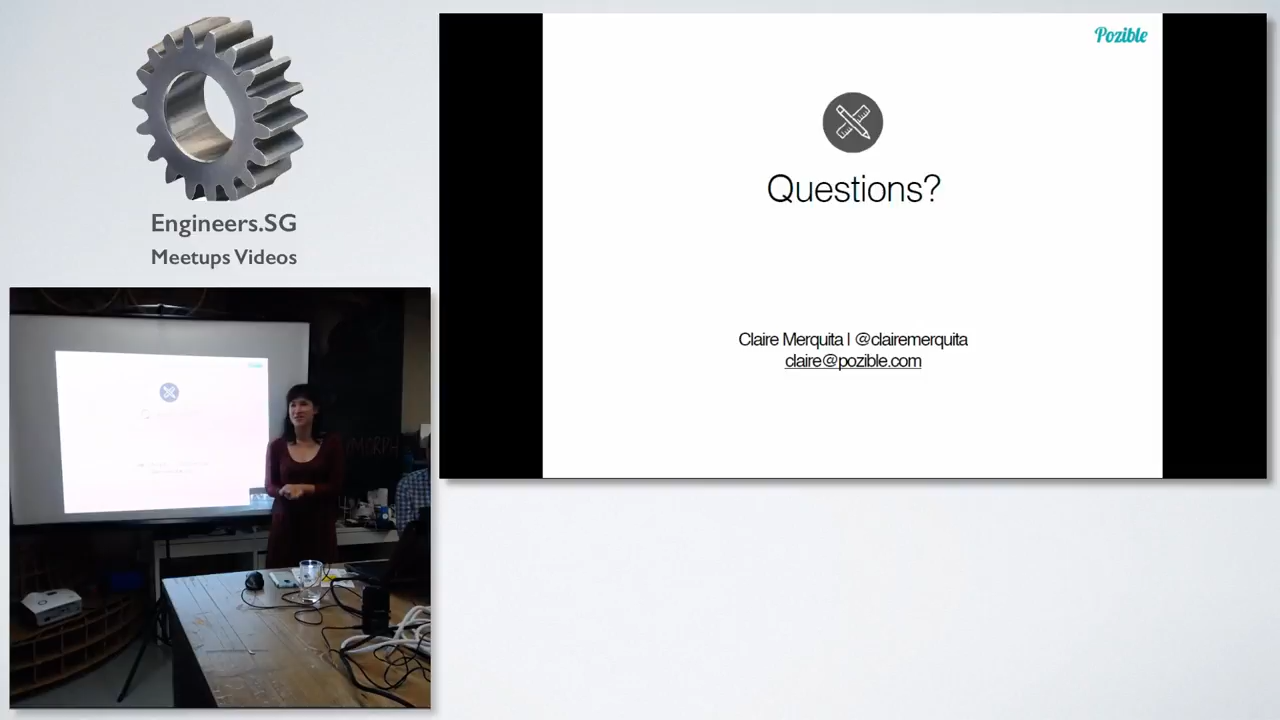 Engineers.SG
Meetups Videos
Pozible
Questions?
Claire Merquita | @clairemerquita
claire@pozible.com